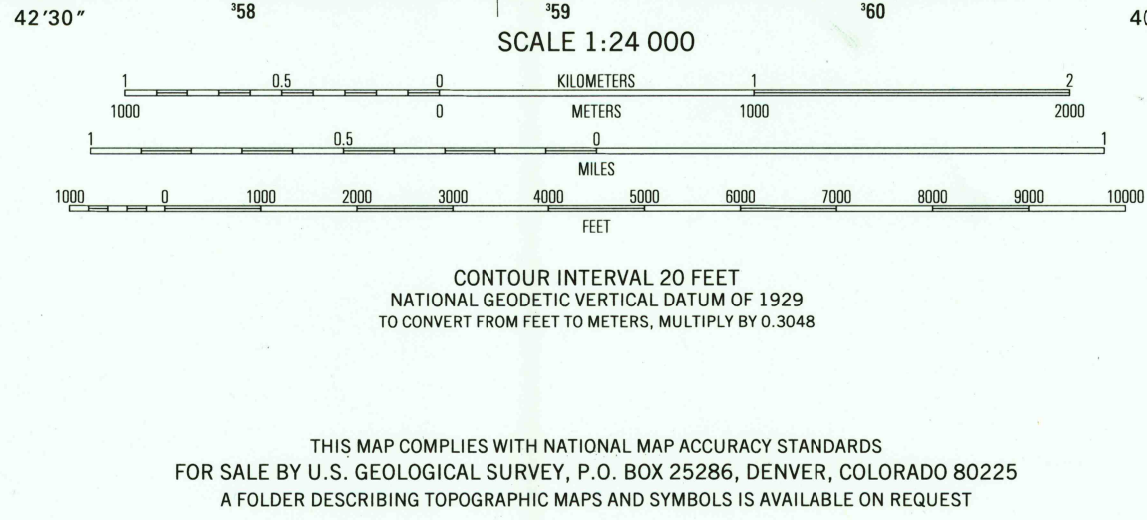 42'30" ³58 ³59 ³60
SCALE 1:24 000
1 0.5 0 KILOMETERS 1 2
1000 0 METERS 1000 2000
1 0.5 0 1
MILES
1000 0 1000 2000 3000 4000 5000 6000 7000 8000 9000 10000
FEET
CONTOUR INTERVAL 20 FEET
NATIONAL GEODETIC VERTICAL DATUM OF 1929
TO CONVERT FROM FEET TO METERS, MULTIPLY BY 0.3048
THIS MAP COMPLIES WITH NATIONAL MAP ACCURACY STANDARDS
FOR SALE BY U.S. GEOLOGICAL SURVEY, P.O. BOX 25286, DENVER, COLORADO 80225
A FOLDER DESCRIBING TOPOGRAPHIC MAPS AND SYMBOLS IS AVAILABLE ON REQUEST